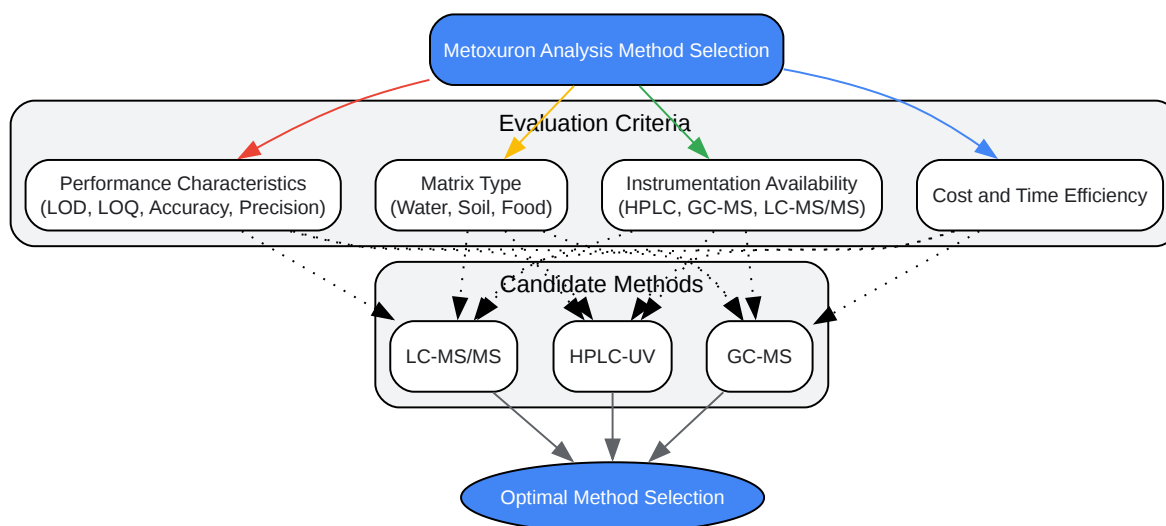 Metoxuron Analysis Method Selection
Evaluation Criteria
Performance Characteristics
(LOD, LOQ, Accuracy, Precision)
Matrix Type
(Water, Soil, Food)
Instrumentation Availability
(HPLC, GC-MS, LC-MS/MS)
Cost and Time Efficiency
Candidate Methods
LC-MS/MS
HPLC-UV
GC-MS
Optimal Method Selection